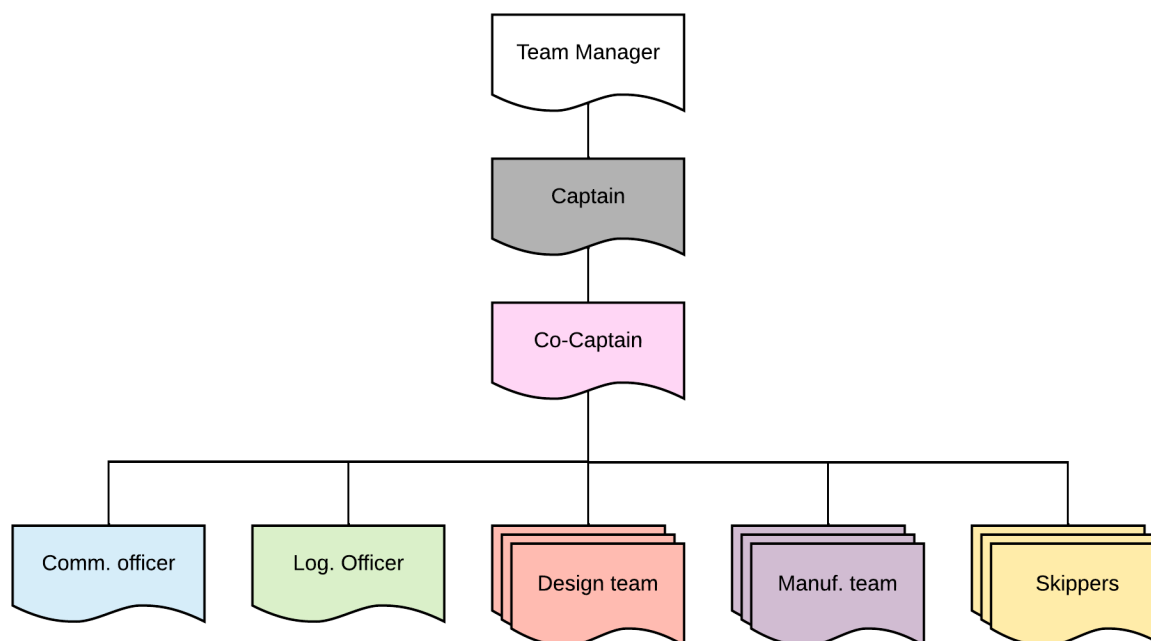 Team Manager
Captain
Co-Captain
Comm. officer
Log. Officer
Design team
Manuf. team
Skippers